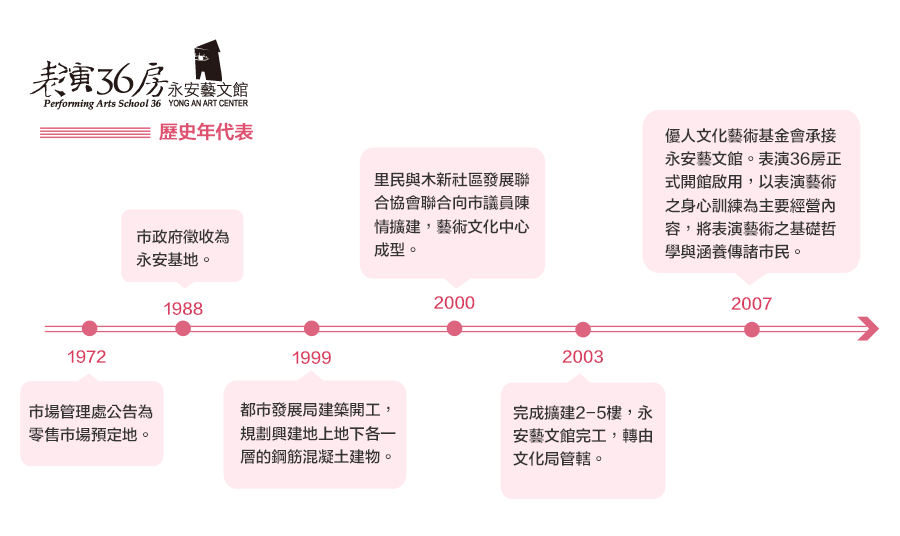 表演36房
Performing Arts School 36
永安藝文館
YONG AN ART CENTER
歷史年代表
1972
市場管理處公告為
零售市場預定地。
市政府徵收為
永安基地。
1988
1999
都市發展局建築開工，
規劃興建地上地下各一
層的鋼筋混凝土建物。
里民與木新社區發展聯
合協會聯合向市議員陳
情擴建，藝術文化中心
成型。
2000
2003
完成擴建2-5樓，永
安藝文館完工，轉由
文化局管轄。
優人文化藝術基金會承接
永安藝文館。表演36房正
式開館啟用，以表演藝術
之身心訓練為主要經營內
容，將表演藝術之基礎哲
學與涵養傳諸市民。
2007